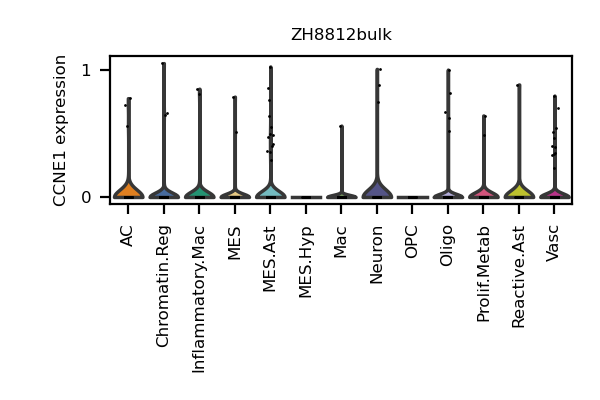 ZH8812bulk
CCNE1 expression
1
0
AC
Chromatin.Reg
Inflammatory.Mac
MES
MES.Ast
MES.Hyp
Mac
Neuron
OPC
Oligo
Prolif.Metab
Reactive.Ast
Vasc